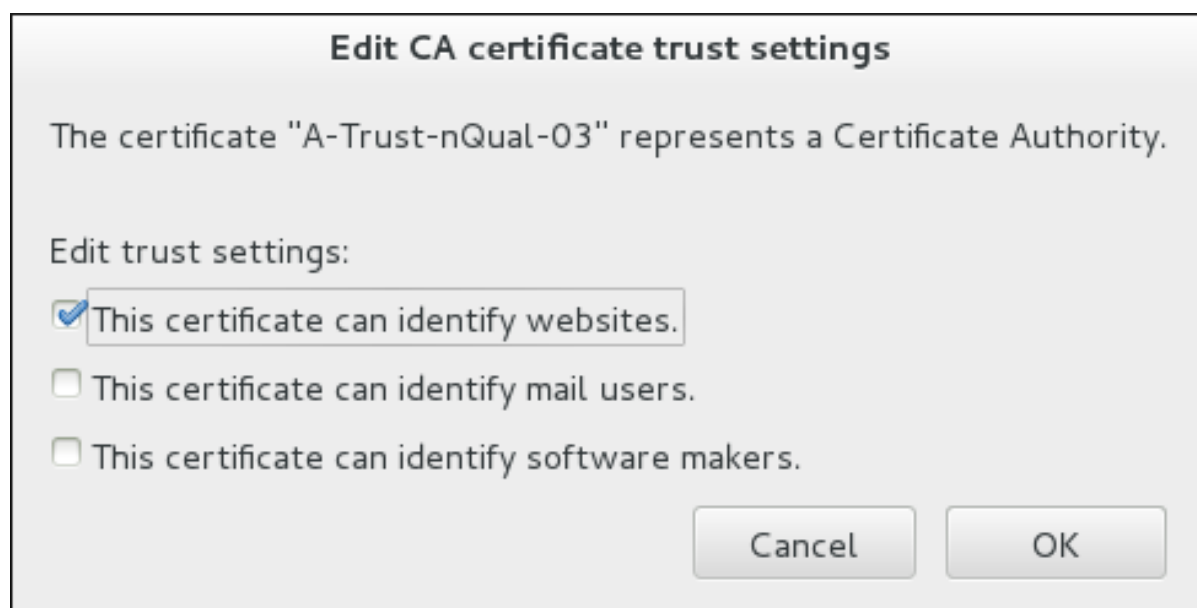 Edit CA certificate trust settings
The certificate "A-Trust-nQual-03" represents a Certificate Authority.
Edit trust settings:
This certificate can identify websites.
This certificate can identify mail users.
This certificate can identify software makers.
Cancel OK